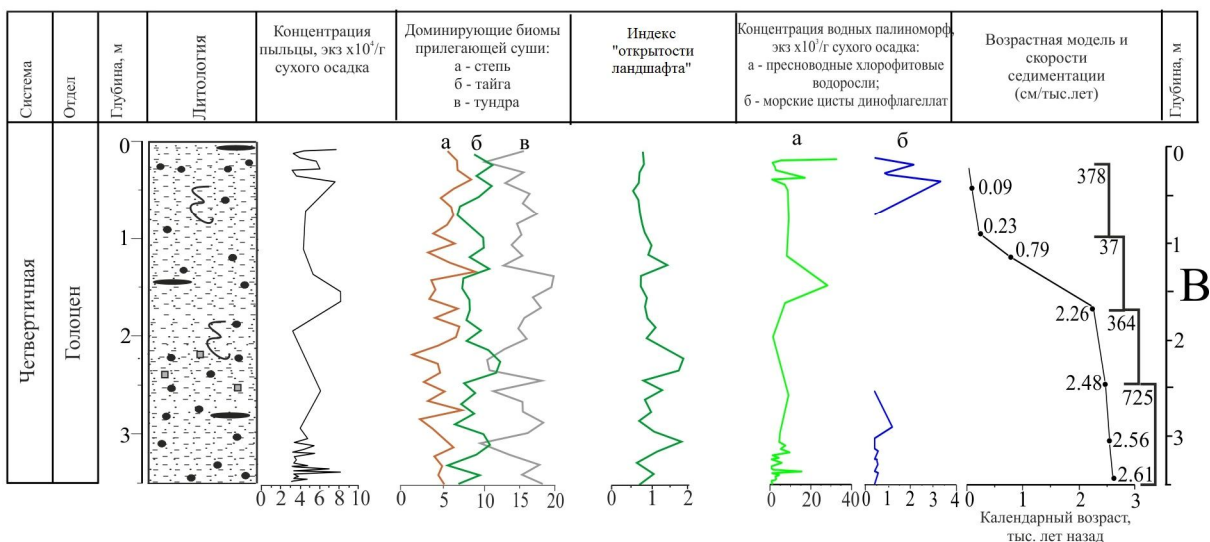 Система
Отдел
Глубина, м
Литология
Концентрация
пыльцы, экз х10⁴/г
сухого осадка
Доминирующие биомы
прилегающей суши:
а - степь
б - тайга
в - тундра
Индекс
"открытости
ландшафта"
Концентрация водных палиноморф,
экз х10³/г сухого осадка:
а - пресноводные хлорофитовые
водоросли;
б - морские цисты динофлагеллат
Возрастная модель и
скорости
седиментации
(см/тыс.лет)
Глубина, м
Четвертичная
Голоцен
0
1
2
3
а б в
а
б
0.09
0.23
0.79
2.26
2.48
2.56
2.61
378
37
364
725
0
1
2
3
В
0 2 4 6 8 10
0 5 10 15 20
0 1 2
0 20 40
0 1 2 3 4
0 1 2 3
Календарный возраст,
тыс. лет назад